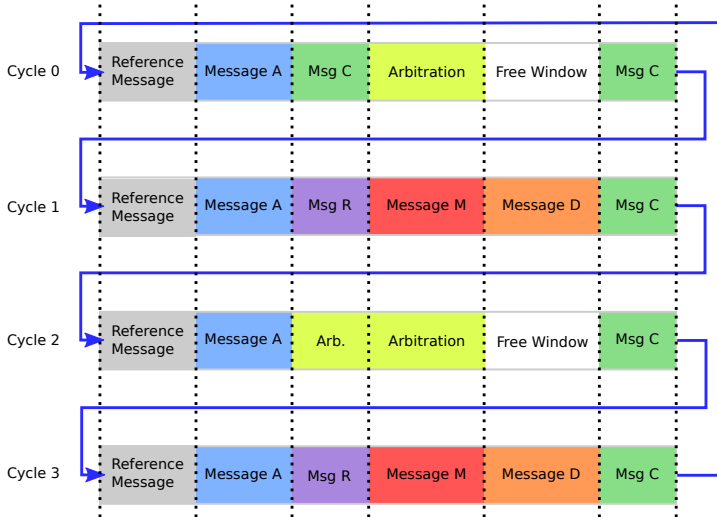 Cycle 0
Reference
Message
Message A
Msg C
Arbitration
Free Window
Msg C
Cycle 1
Reference
Message
Message A
Msg R
Message M
Message D
Msg C
Cycle 2
Reference
Message
Message A
Arb.
Arbitration
Free Window
Msg C
Cycle 3
Reference
Message
Message A
Msg R
Message M
Message D
Msg C